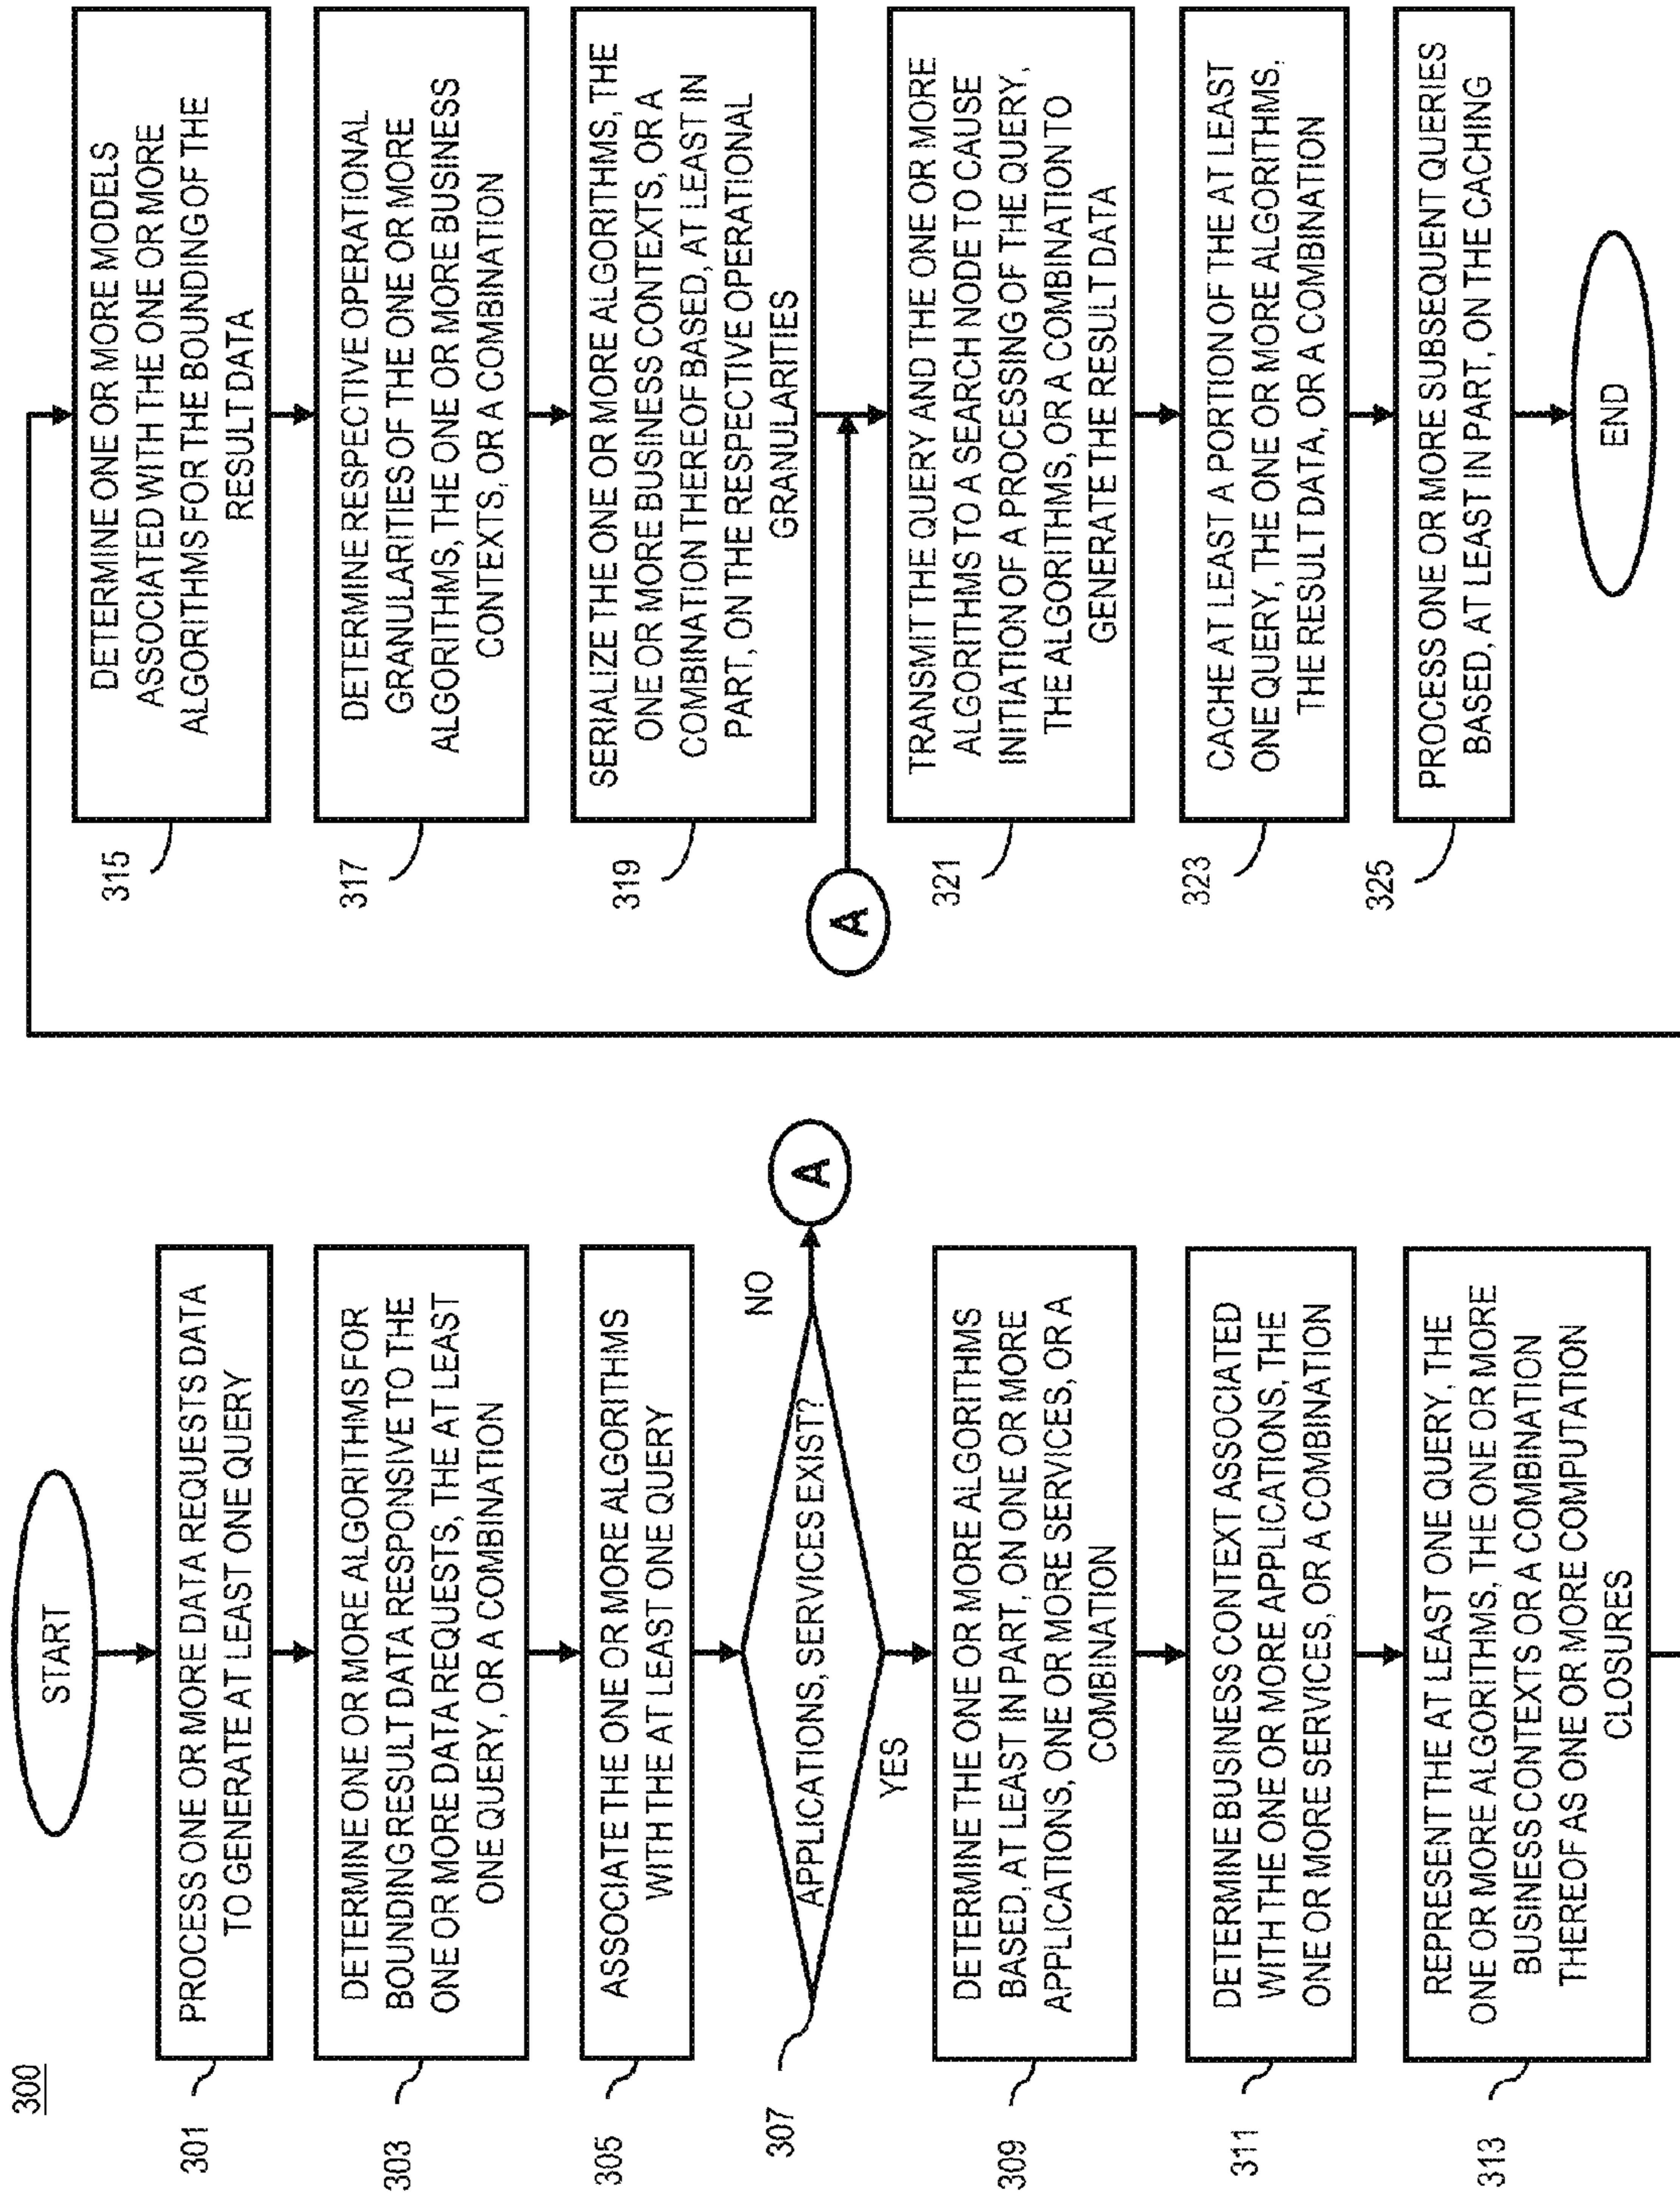 300
START
301
PROCESS ONE OR MORE DATA REQUESTS DATA
TO GENERATE AT LEAST ONE QUERY
303
DETERMINE ONE OR MORE ALGORITHMS FOR
BOUNDING RESULT DATA RESPONSIVE TO THE
ONE OR MORE DATA REQUESTS, THE AT LEAST
ONE QUERY, OR A COMBINATION
305
ASSOCIATE THE ONE OR MORE ALGORITHMS
WITH THE AT LEAST ONE QUERY
307
APPLICATIONS, SERVICES EXIST?
NO
A
YES
309
DETERMINE THE ONE OR MORE ALGORITHMS
BASED, AT LEAST IN PART, ON ONE OR MORE
APPLICATIONS, ONE OR MORE SERVICES, OR A
COMBINATION
311
DETERMINE BUSINESS CONTEXT ASSOCIATED
WITH THE ONE OR MORE APPLICATIONS, THE
ONE OR MORE SERVICES, OR A COMBINATION
313
REPRESENT THE AT LEAST ONE QUERY, THE
ONE OR MORE ALGORITHMS, THE ONE OR MORE
BUSINESS CONTEXTS OR A COMBINATION
THEREOF AS ONE OR MORE COMPUTATION
CLOSURES
315
DETERMINE ONE OR MORE MODELS
ASSOCIATED WITH THE ONE OR MORE
ALGORITHMS FOR THE BOUNDING OF THE
RESULT DATA
317
DETERMINE RESPECTIVE OPERATIONAL
GRANULARITIES OF THE ONE OR MORE
ALGORITHMS, THE ONE OR MORE BUSINESS
CONTEXTS, OR A COMBINATION
319
SERIALIZE THE ONE OR MORE ALGORITHMS, THE
ONE OR MORE BUSINESS CONTEXTS, OR A
COMBINATION THEREOF BASED, AT LEAST IN
PART, ON THE RESPECTIVE OPERATIONAL
GRANULARITIES
A
321
TRANSMIT THE QUERY AND THE ONE OR MORE
ALGORITHMS TO A SEARCH NODE TO CAUSE
INITIATION OF A PROCESSING OF THE QUERY,
THE ALGORITHMS, OR A COMBINATION TO
GENERATE THE RESULT DATA
323
CACHE AT LEAST A PORTION OF THE AT LEAST
ONE QUERY, THE ONE OR MORE ALGORITHMS,
THE RESULT DATA, OR A COMBINATION
325
PROCESS ONE OR MORE SUBSEQUENT QUERIES
BASED, AT LEAST IN PART, ON THE CACHING
END